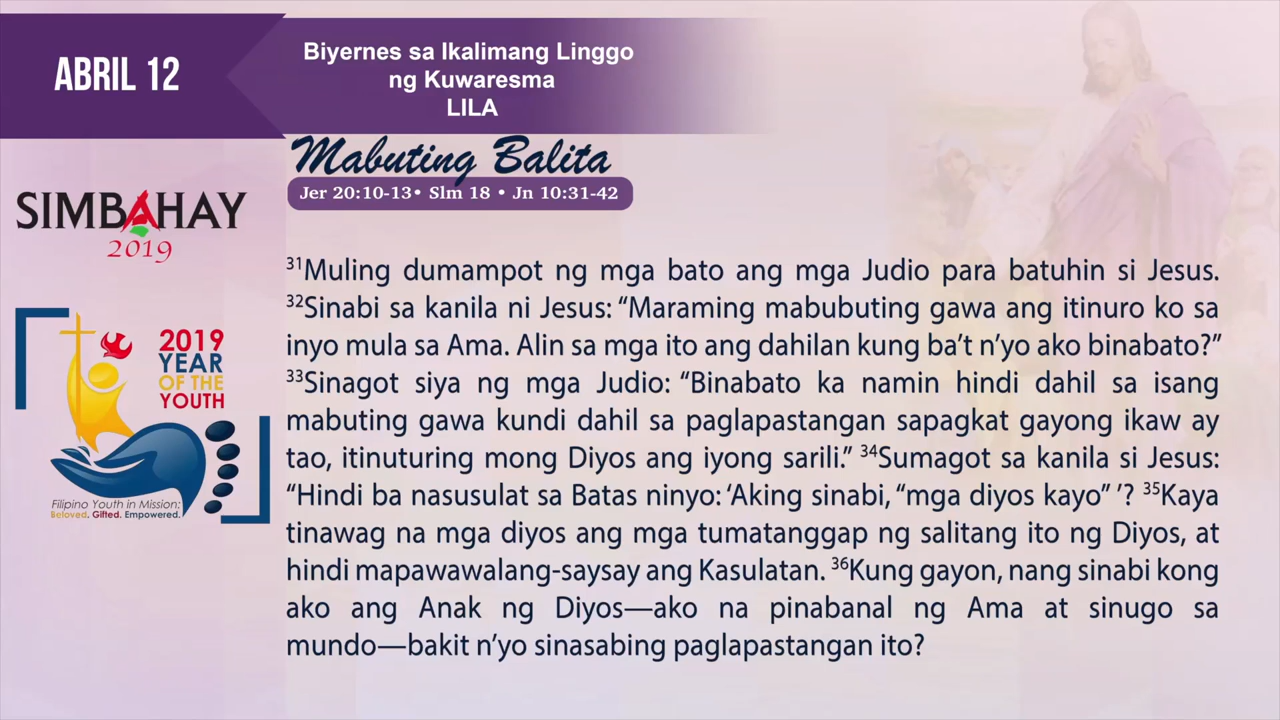 ABRIL 12
Biyernes sa Ikalimang Linggo
ng Kuwaresma
LILA
Mabuting Balita
Jer 20:10-13• Slm 18 • Jn 10:31-42
SIMBAHAY
2019
2019
YEAR
OF THE
YOUTH
Filipino Youth in Mission:
Beloved. Gifted. Empowered.
³¹Muling dumampot ng mga bato ang mga Judio para batuhin si Jesus.
³²Sinabi sa kanila ni Jesus: “Maraming mabubuting gawa ang itinuro ko sa
inyo mula sa Ama. Alin sa mga ito ang dahilan kung ba’t n’yo ako binabato?”
³³Sinagot siya ng mga Judio: “Binabato ka namin hindi dahil sa isang
mabuting gawa kundi dahil sa paglapastangan sapagkat gayong ikaw ay
tao, itinuturing mong Diyos ang iyong sarili.” ³⁴Sumagot sa kanila si Jesus:
“Hindi ba nasusulat sa Batas ninyo: ‘Aking sinabi, “mga diyos kayo” ’? ³⁵Kaya
tinawag na mga diyos ang mga tumatanggap ng salitang ito ng Diyos, at
hindi mapawawalang-saysay ang Kasulatan. ³⁶Kung gayon, nang sinabi kong
ako ang Anak ng Diyos—ako na pinabanal ng Ama at sinugo sa
mundo—bakit n’yo sinasabing paglapastangan ito?